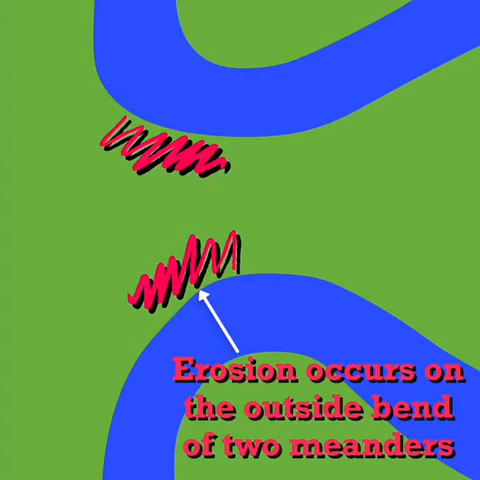 Erosion occurs on
the outside bend
of two meanders